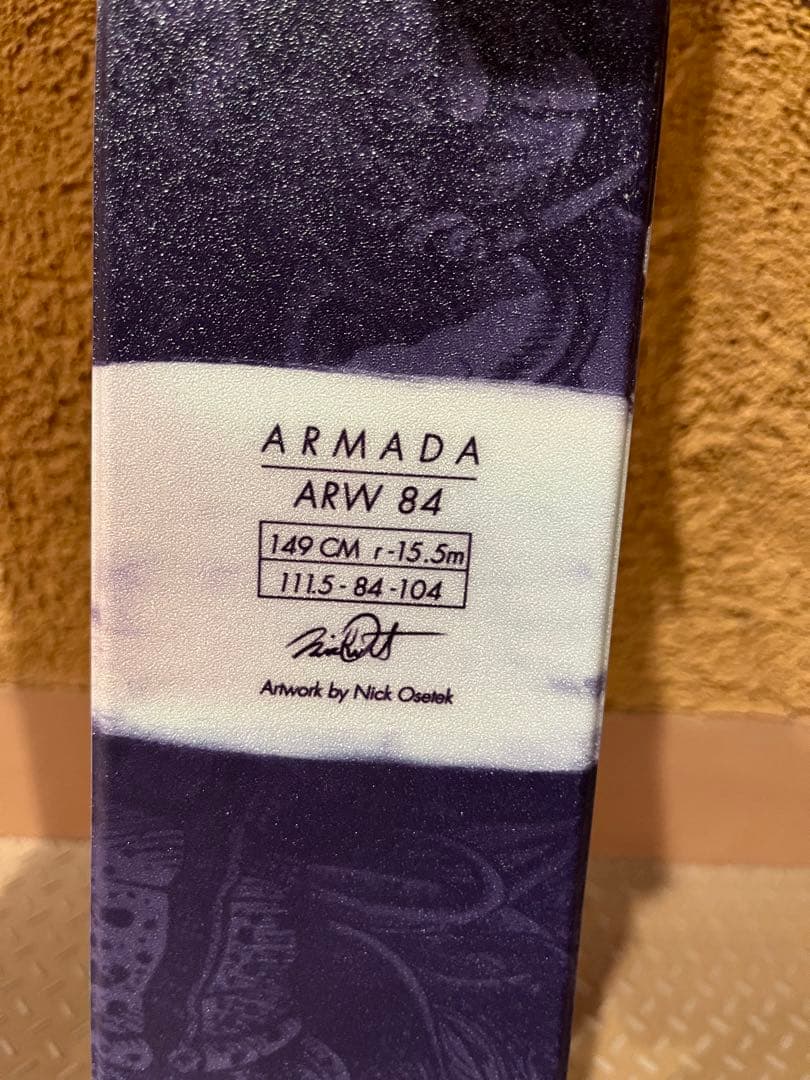 ARMADA
ARW 84
149 CM r-15.5m
111.5 - 84 - 104
Artwork by Nick Osetek